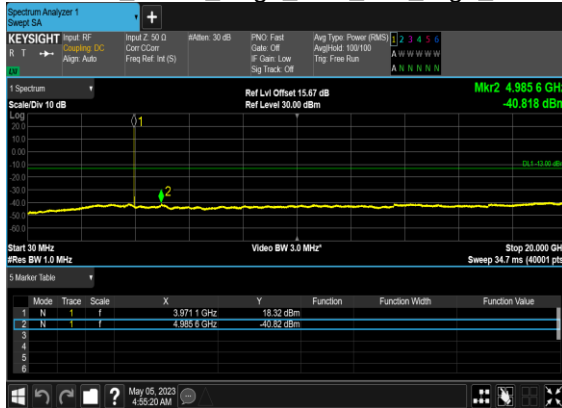 Spectrum Analyzer 1
Swept SA
+
KEYSIGHT Input: RF Input Z: 50 Ω #Atten: 30 dB PNO: Fast Avg Type: Power (RMS) 1 2 3 4 5 6
R T Coupling: DC Corr CCorr Gate: Off Avg|Hold: 100/100 A W W W W W
Align: Auto Freq Ref: Int (S) IF Gain: Low Trig: Free Run
LU Sig Track: Off A N N N N N
1 Spectrum Ref Lvl Offset 15.67 dB Mkr2 4.985 6 GHz
Scale/Div 10 dB Ref Level 30.00 dBm -40.818 dBm
Log
20.0
10.0
0.00
-10.0
-20.0
-30.0
-40.0
-50.0
-60.0
1
DL1 -13.00 dBm
2
Start 30 MHz Video BW 3.0 MHz* Stop 20.000 GHz
#Res BW 1.0 MHz Sweep 34.7 ms (40001 pts)
5 Marker Table
Mode Trace Scale X Y Function Function Width Function Value
1 N 1 f 3.971 1 GHz 18.32 dBm
2 N 1 f 4.985 6 GHz -40.82 dBm
3
4
5
6
? May 05, 2023
4:55:20 AM